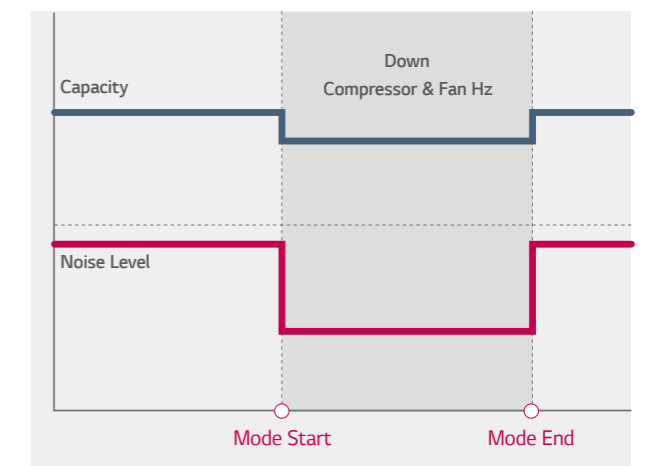 Down
Compressor & Fan Hz
Capacity
Noise Level
Mode Start
Mode End